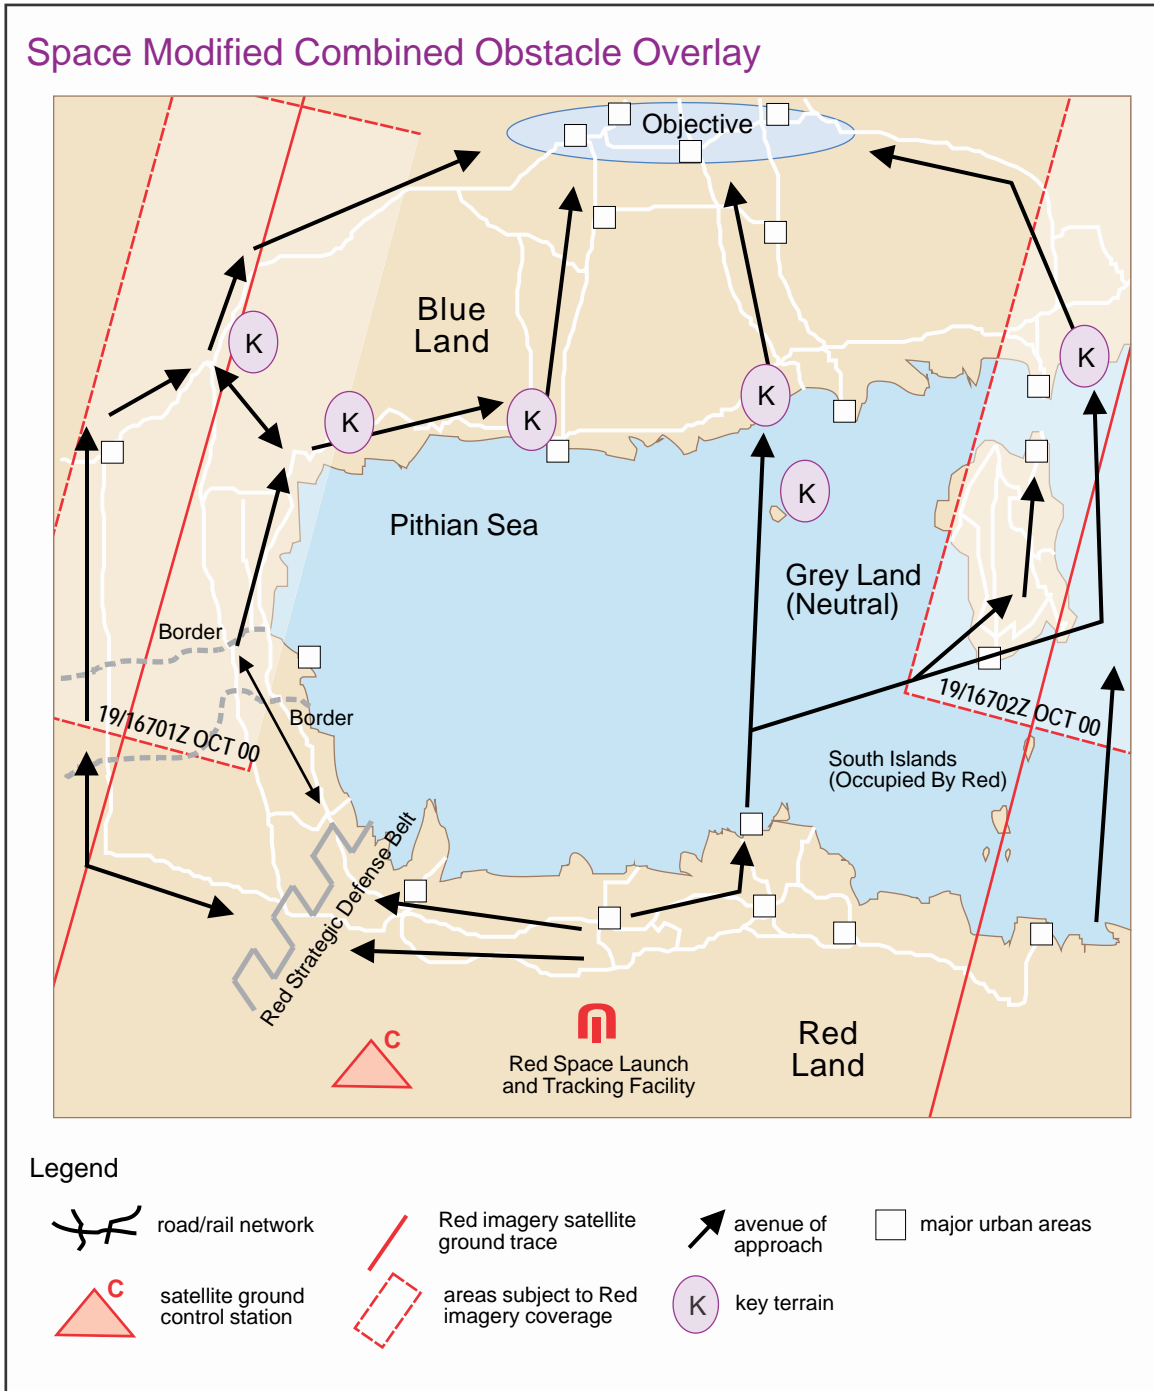 Space Modified Combined Obstacle Overlay
Objective
Blue
Land
K
K
K
K
K
K
Pithian Sea
Grey Land
(Neutral)
Border
Border
19/16701Z OCT 00
19/16702Z OCT 00
South Islands
(Occupied By Red)
Red Strategic Defense Belt
C
Red Space Launch
and Tracking Facility
Red
Land
Legend
road/rail network
Red imagery satellite
ground trace
avenue of
approach
major urban areas
C
satellite ground
control station
areas subject to Red
imagery coverage
K
key terrain